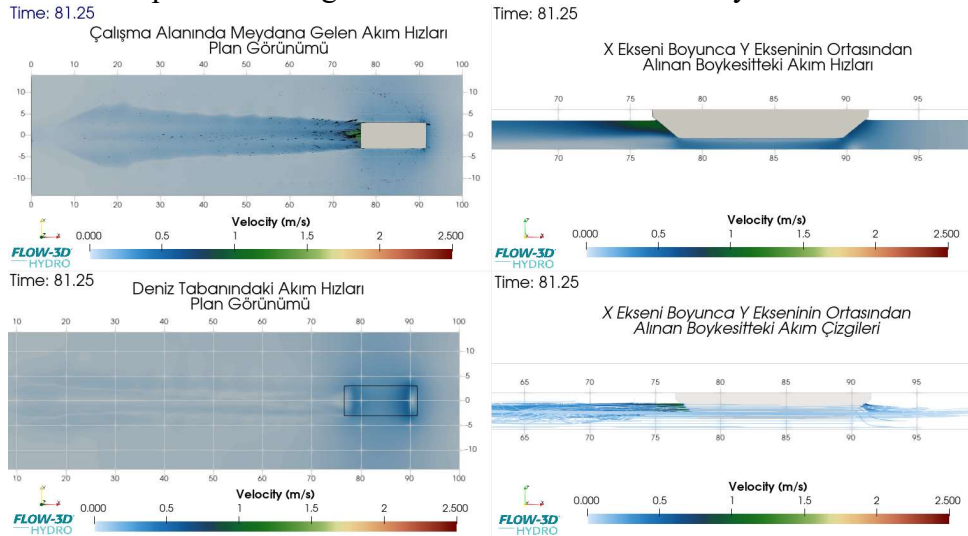 Time: 81.25
Çalışma Alanında Meydana Gelen Akım Hızları
Plan Görünümü
0 10 20 30 40 50 60 70 80 90 100
10
5
0
-5
-10
10
5
0
-5
-10
0 10 20 30 40 50 60 70 80 90 100
Velocity (m/s)
0.000 0.5 1 1.5 2 2.500
FLOW-3D
HYDRO
Time: 81.25
X Ekseni Boyunca Y Ekseninin Ortasından
Alınan Boykesitteki Akım Hızları
70 75 80 85 90 95
70 75 80 85 90 95
Velocity (m/s)
0.000 0.5 1 1.5 2 2.500
FLOW-3D
HYDRO
Time: 81.25
Deniz Tabanındaki Akım Hızları
Plan Görünümü
10 20 30 40 50 60 70 80 90 100
10
5
0
-5
-10
10 20 30 40 50 60 70 80 90 100
Velocity (m/s)
0.000 0.5 1 1.5 2 2.500
FLOW-3D
HYDRO
Time: 81.25
X Ekseni Boyunca Y Ekseninin Ortasından
Alınan Boykesitteki Akım Çizgileri
65 70 75 80 85 90 95
65 70 75 80 85 90 95
Velocity (m/s)
0.000 0.5 1 1.5 2 2.500
FLOW-3D
HYDRO